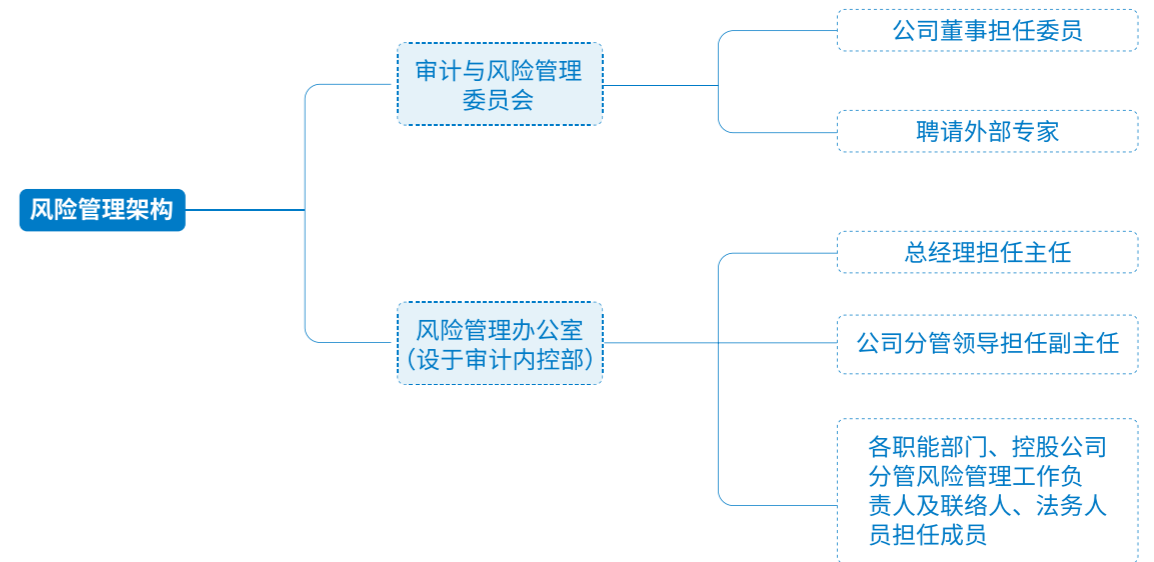 风险管理架构
审计与风险管理
委员会
公司董事担任委员
聘请外部专家
风险管理办公室
（设于审计内控部）
总经理担任主任
公司分管领导担任副主任
各职能部门、控股公司
分管风险管理工作负
责人及联络人、法务人
员担任成员